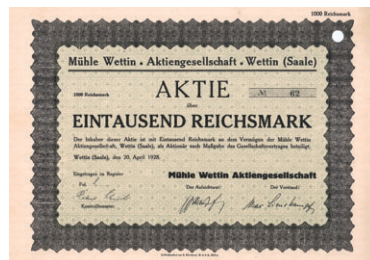 1000 Reichsmark
Mühle Wettin • Aktiengesellschaft • Wettin (Saale)
AKTIE
1000 Reichsmark
über
№ 62
EINTAUSEND REICHSMARK
Der Inhaber dieser Aktie ist mit Eintausend Reichsmark an dem Vermögen der Mühle Wettin
Aktiengesellschaft, Wettin (Saale), als Aktionär nach Maßgabe des Gesellschaftsvertrages beteiligt.
Wettin (Saale), den 20. April 1928.
Eingetragen im Register
Fol.
Kontrollbeamter.
Mühle Wettin Aktiengesellschaft
Der Aufsichtsrat:
Der Vorstand: